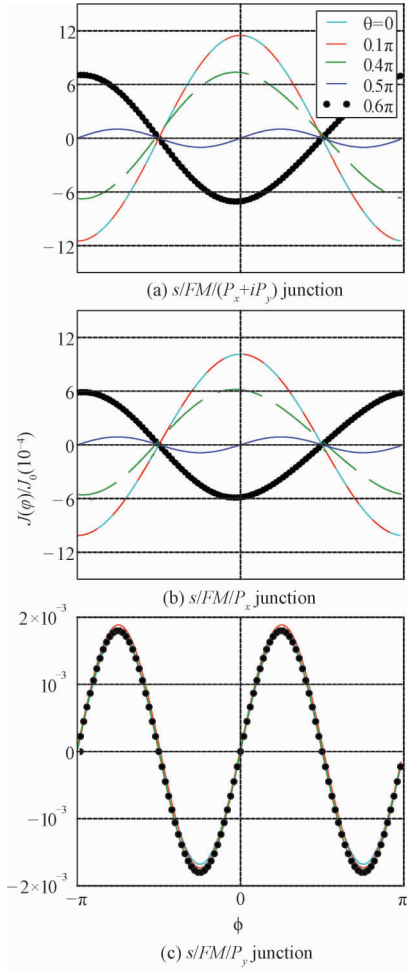 12
6
0
−6
−12
θ=0
0.1π
0.4π
0.5π
0.6π
(a) s/FM/(Px+iPy) junction
12
6
0
−6
−12
J(φ)/J0(10−4)
(b) s/FM/Px junction
2×10−3
10−3
0
−10−3
−2×10−3
−π 0 π
ϕ
(c) s/FM/Py junction